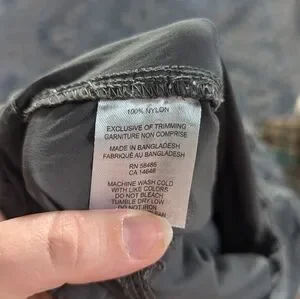 100% NYLON
EXCLUSIVE OF TRIMMING
GARNITURE NON COMPRISE
MADE IN BANGLADESH
FABRIQUÉ AU BANGLADESH
RN 58486
CA 14648
MACHINE WASH COLD
WITH LIKE COLORS
DO NOT BLEACH
TUMBLE DRY LOW
DO NOT IRON